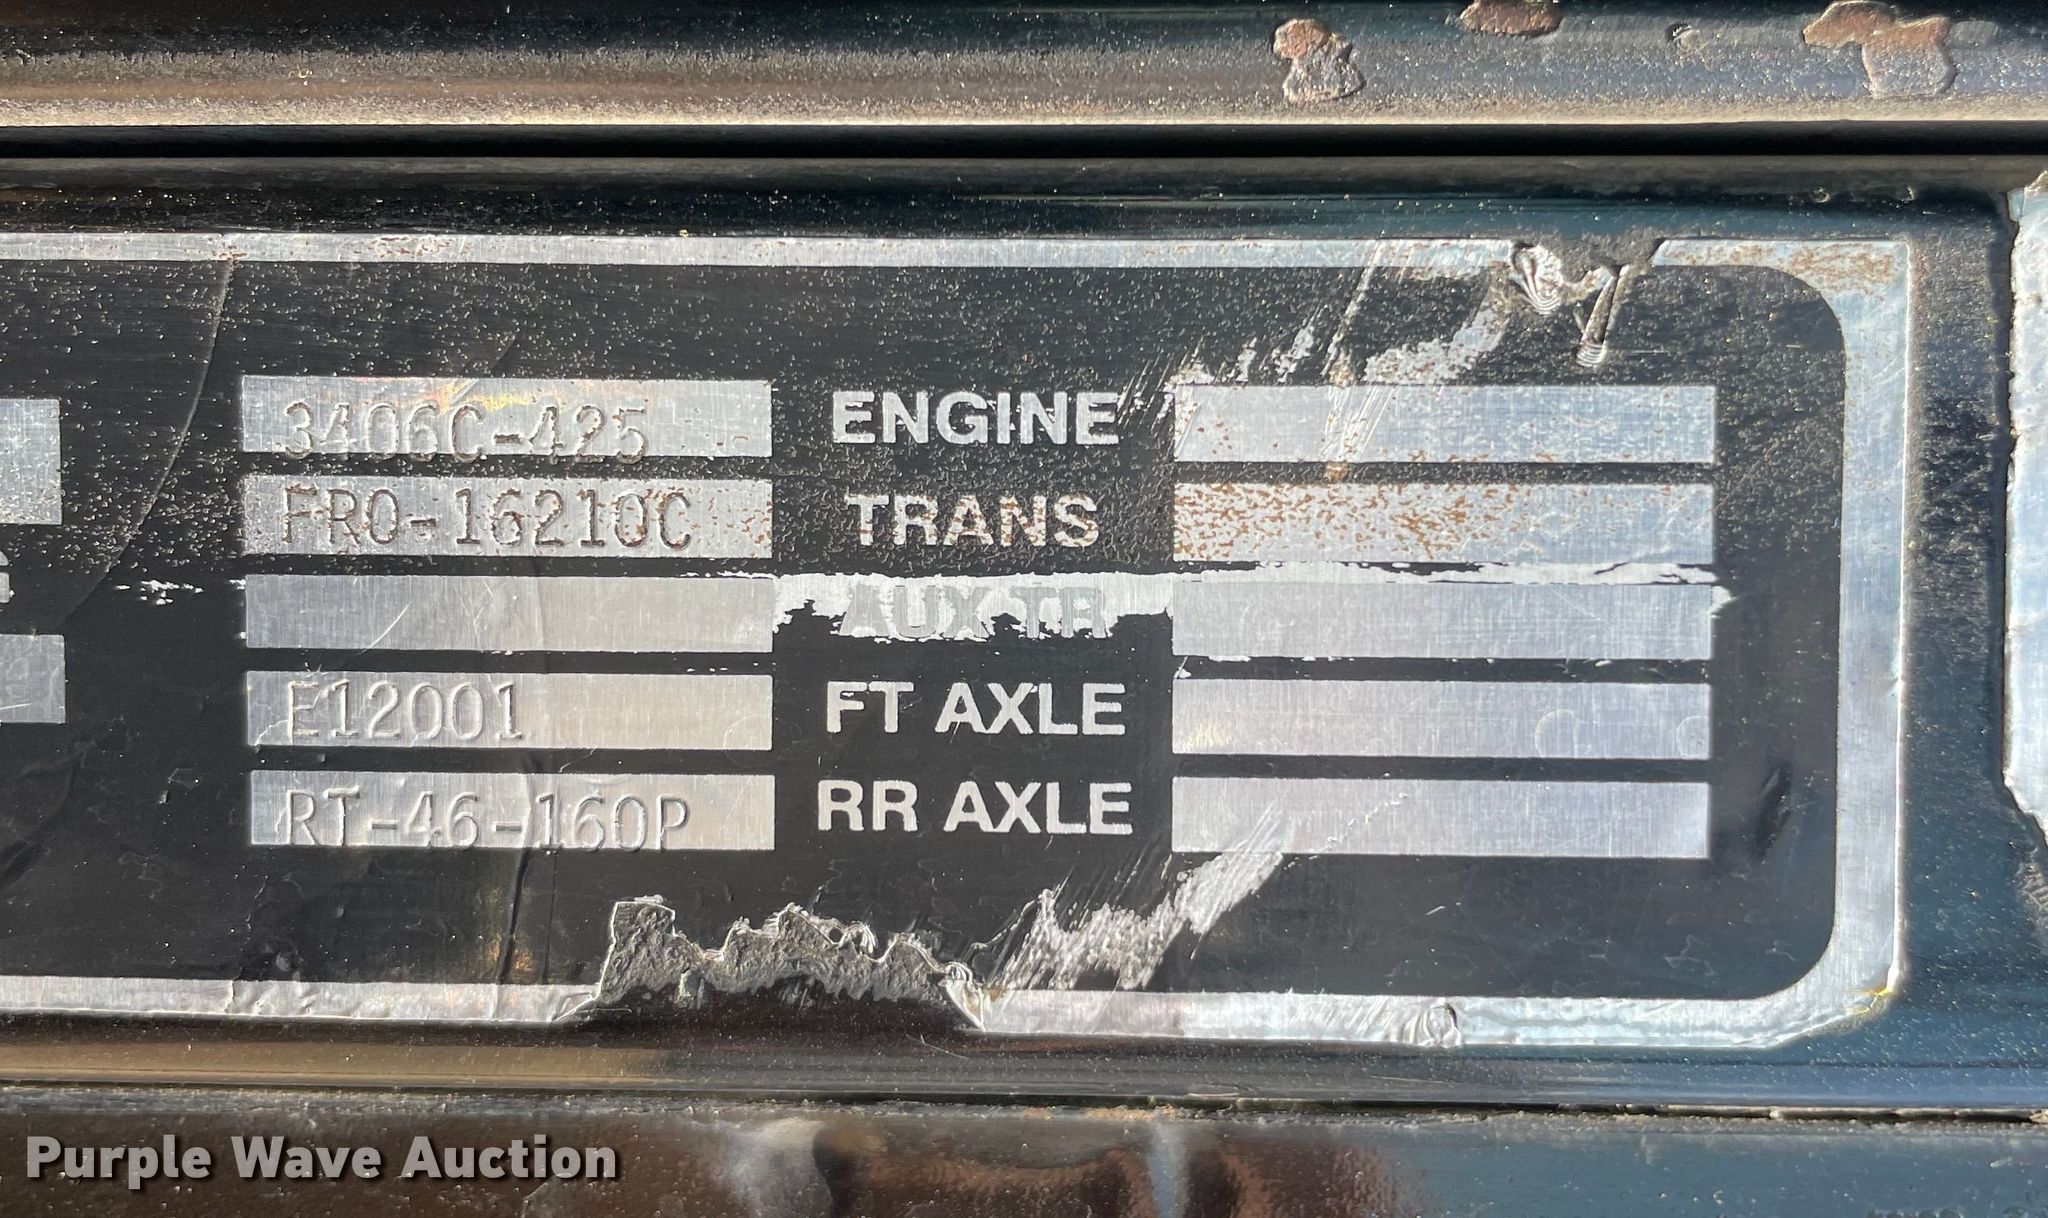 3406C-425 ENGINE
FRO-16210C TRANS
AUX TR
E12001 FT AXLE
RT-46-160P RR AXLE
Purple Wave Auction